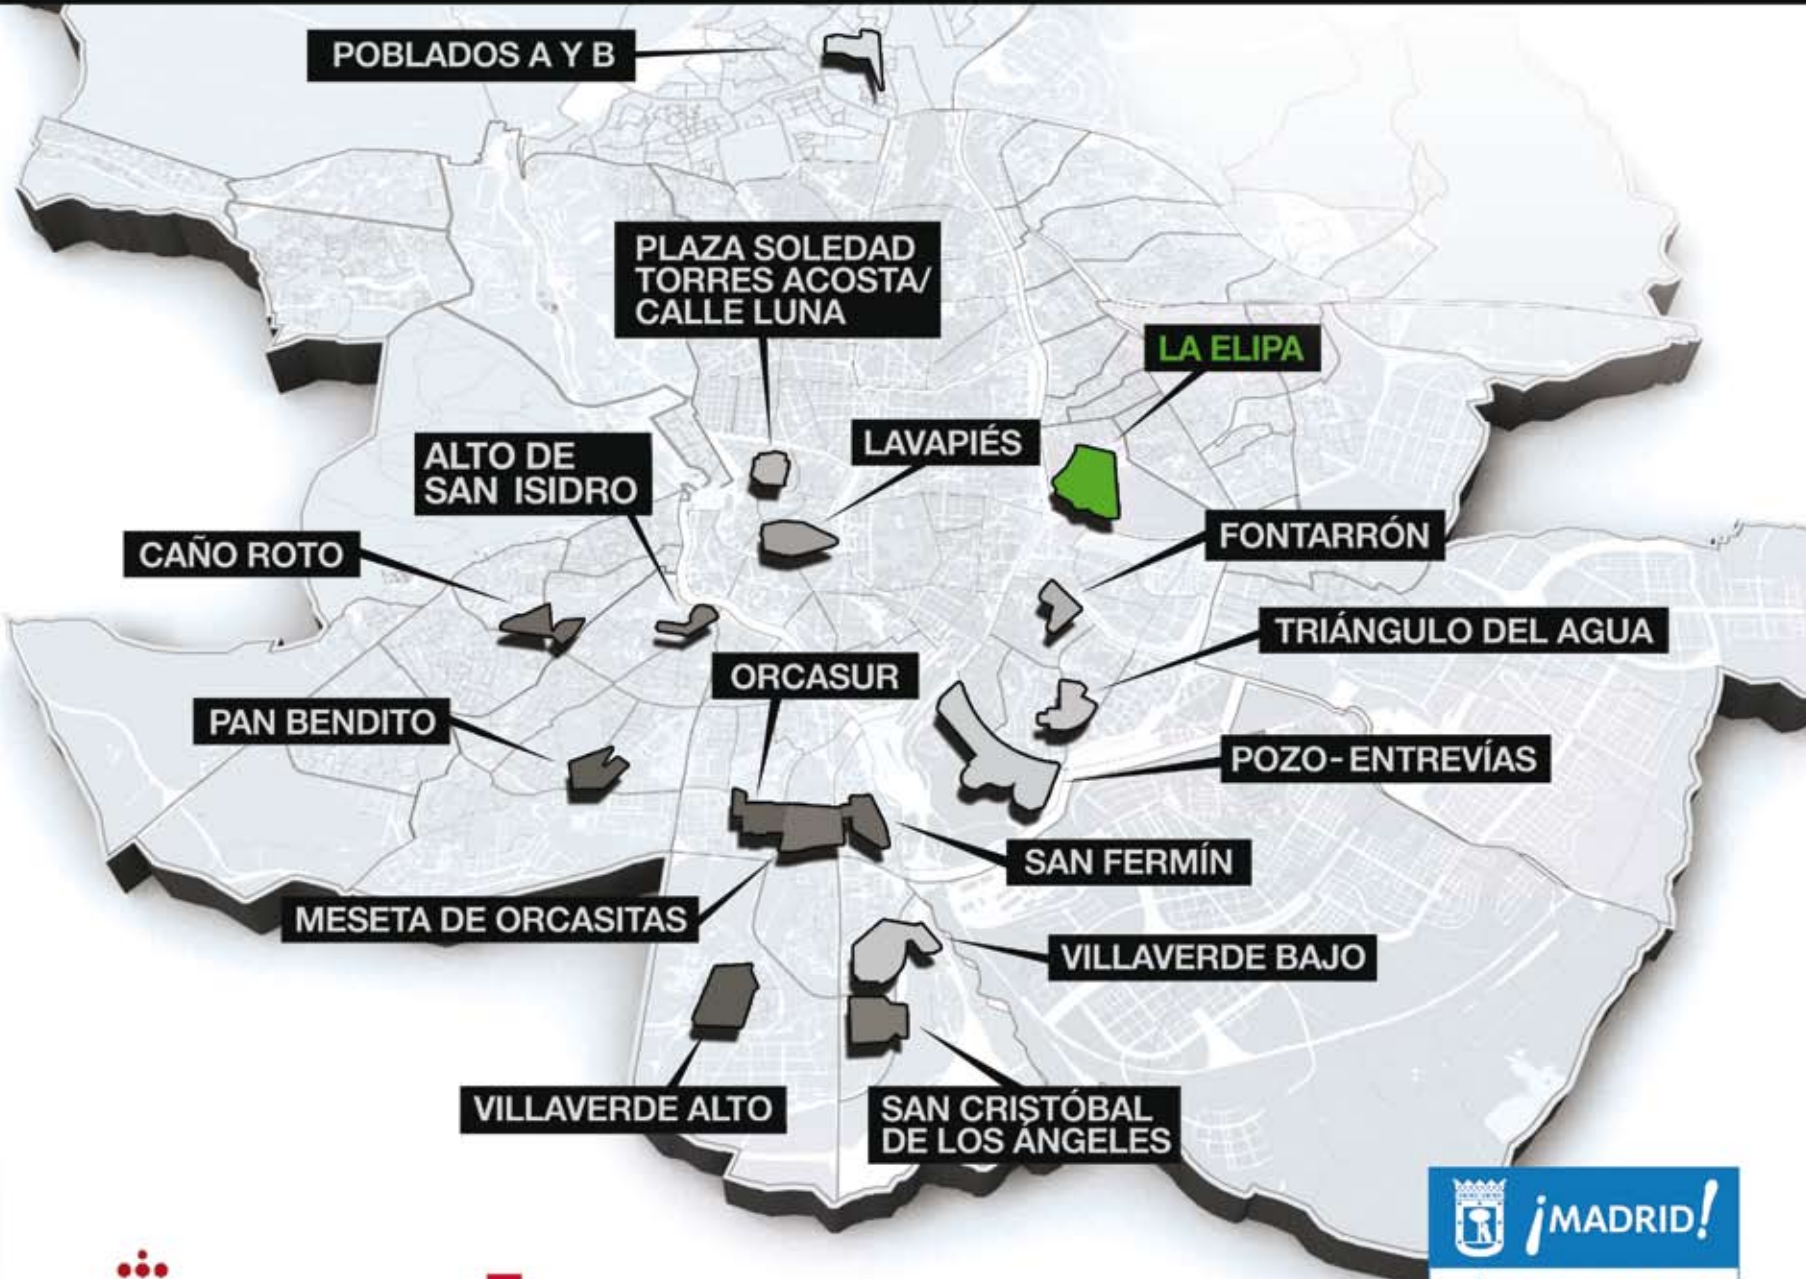 POBLADOS A Y B
PLAZA SOLEDAD
TORRES ACOSTA/
CALLE LUNA
LA ELIPA
LAVAPIÉS
ALTO DE
SAN ISIDRO
FONTARRÓN
CAÑO ROTO
TRIÁNGULO DEL AGUA
ORCASUR
PAN BENDITO
POZO-ENTREVÍAS
SAN FERMÍN
MESETA DE ORCASITAS
VILLAVERDE BAJO
VILLAVERDE ALTO
SAN CRISTÓBAL
DE LOS ÁNGELES
¡MADRID!